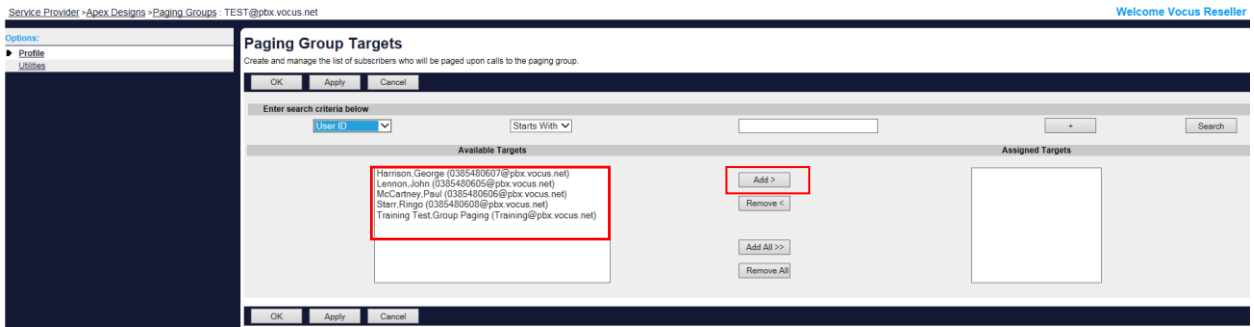 Service Provider >Apex Designs >Paging Groups : TEST@pbx.vocus.net
Welcome Vocus Reseller
Options:
Profile
Utilities
Paging Group Targets
Create and manage the list of subscribers who will be paged upon calls to the paging group.
OK Apply Cancel
Enter search criteria below
User ID Starts With + Search
Available Targets Assigned Targets
Harrison,George (0385480607@pbx.vocus.net)
Lennon,John (0385480605@pbx.vocus.net)
McCartney,Paul (0385480606@pbx.vocus.net)
Starr,Ringo (0385480608@pbx.vocus.net)
Training Test,Group Paging (Training@pbx.vocus.net)
Add >
Remove <
Add All >>
Remove All
OK Apply Cancel